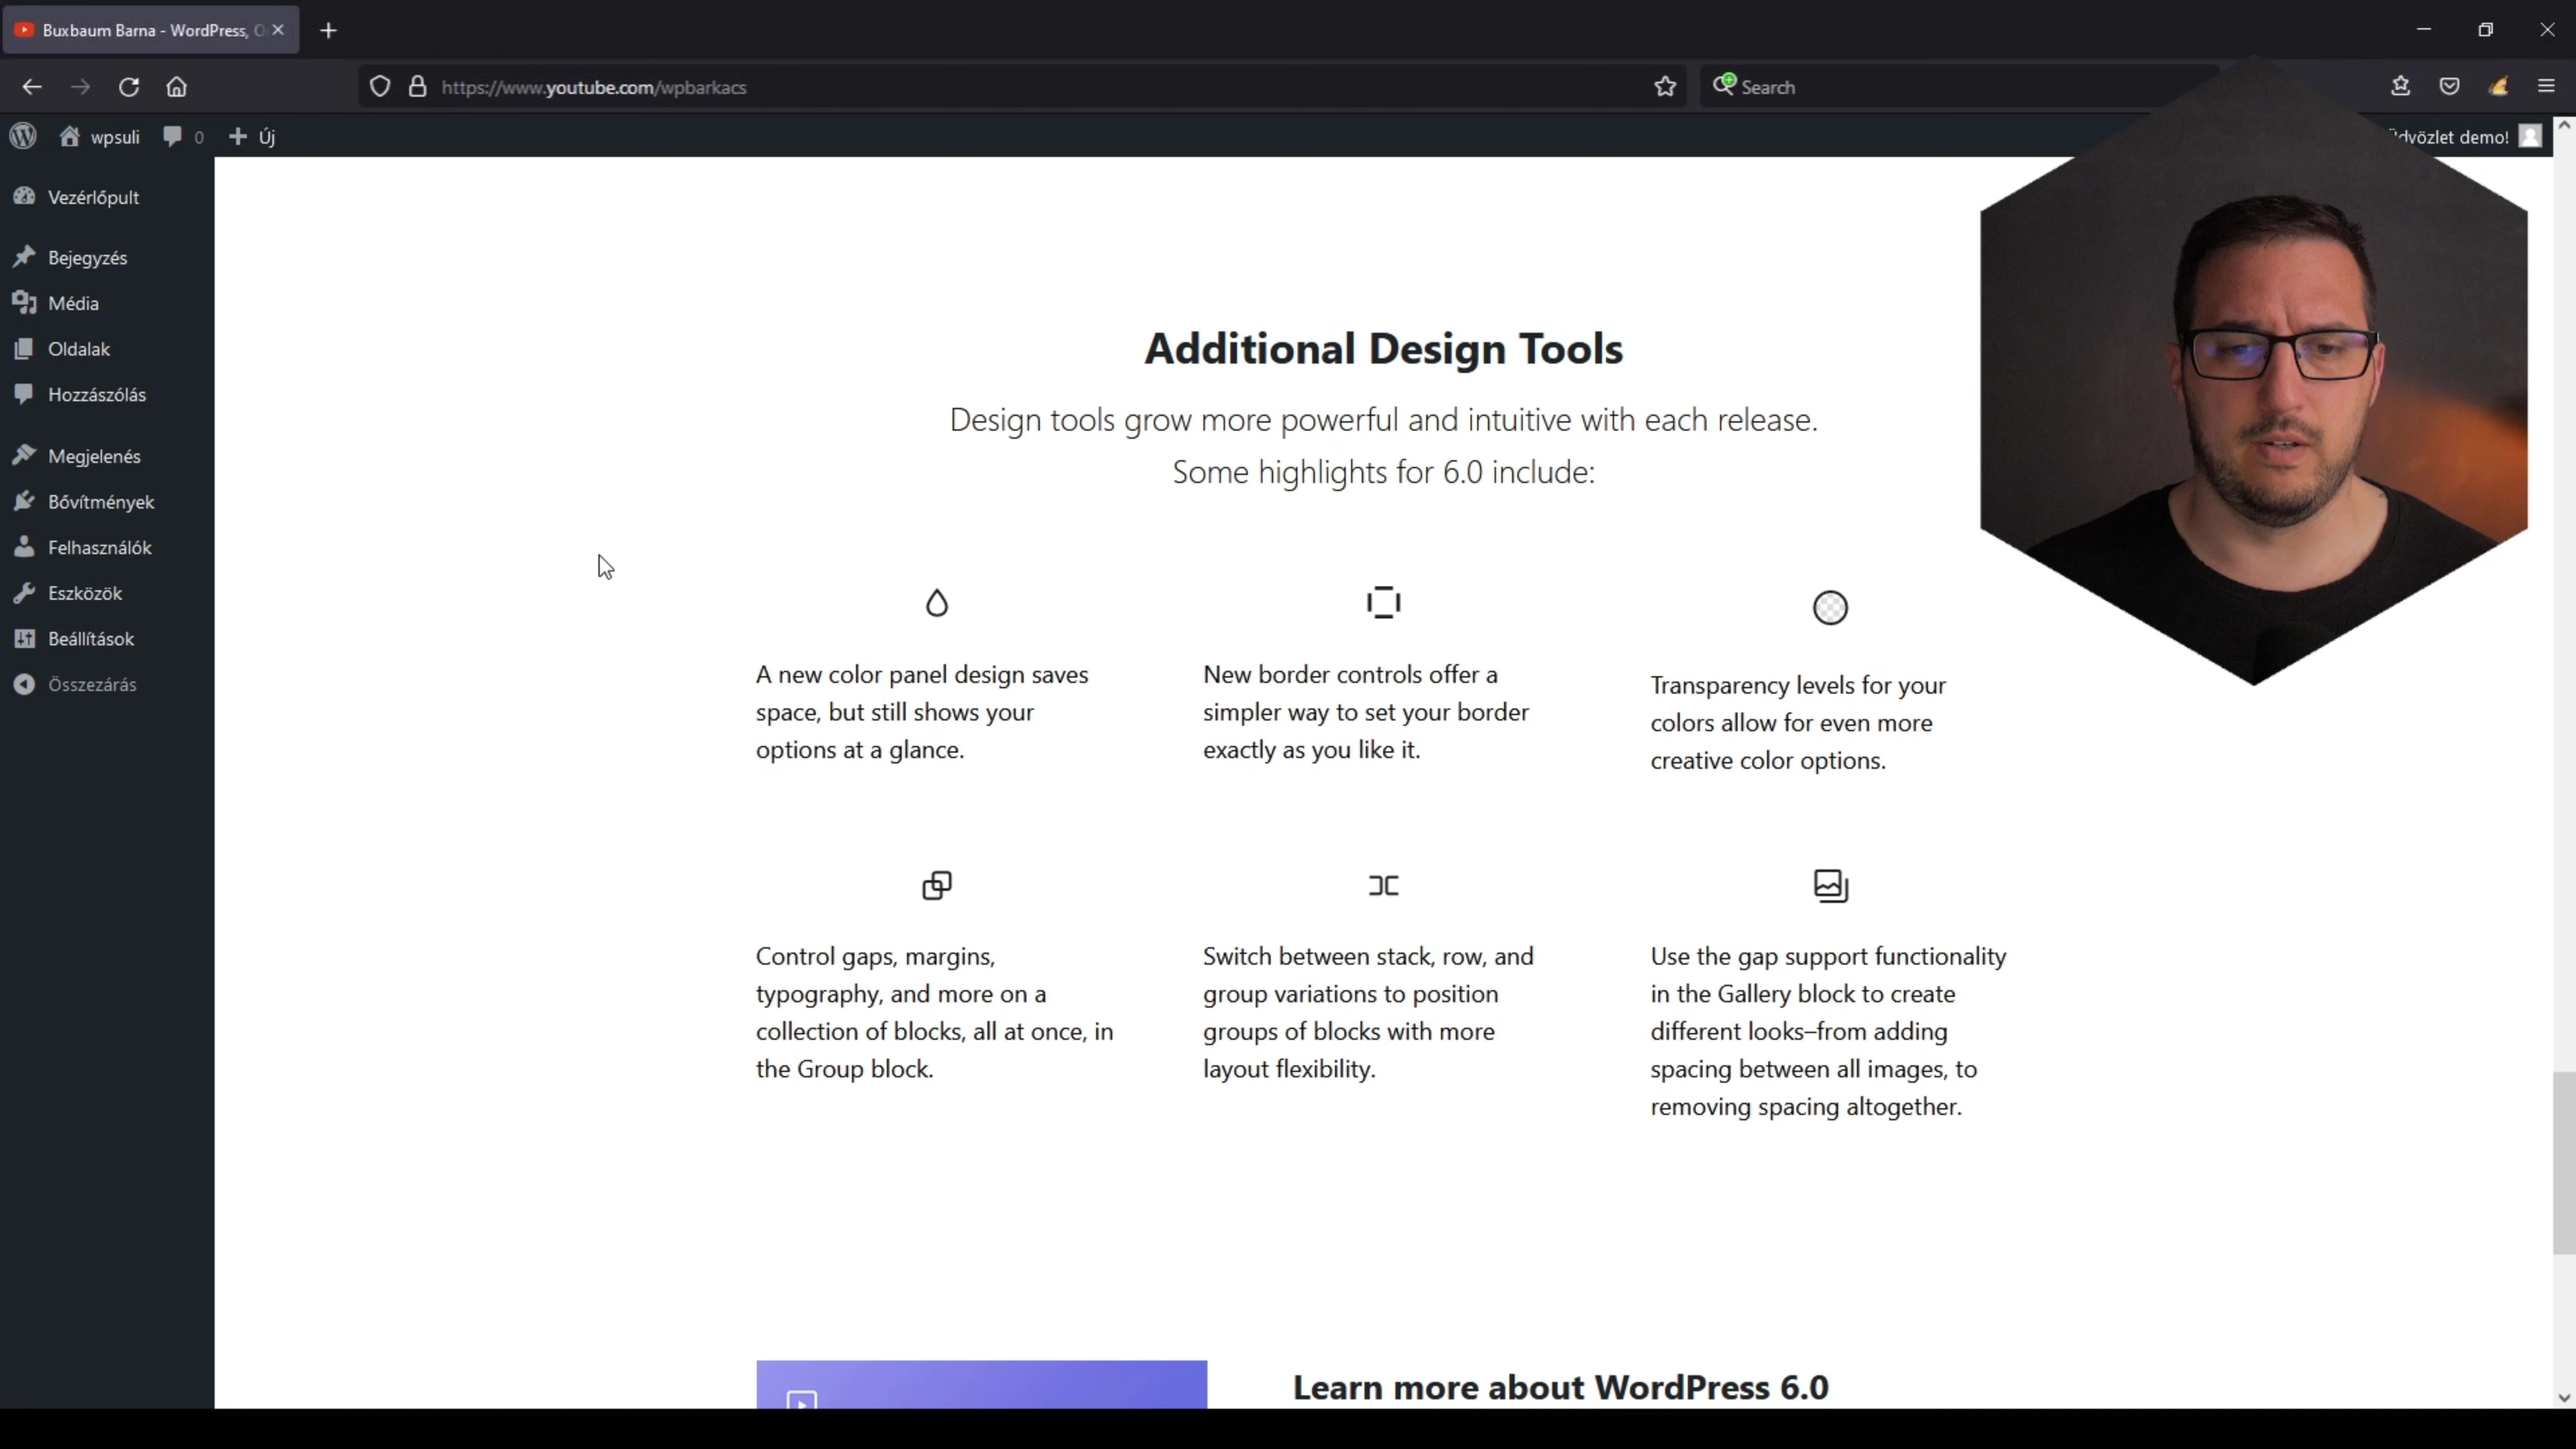 Buxbaum Barna - WordPress, O
https://www.youtube.com/wpbarkacs
Search
wpsuli
0
Új
dvözlet demo!
Vezérlőpult
Bejegyzés
Média
Oldalak
Hozzászólás
Megjelenés
Bővítmények
Felhasználók
Eszközök
Beállítások
Összezárás
Additional Design Tools
Design tools grow more powerful and intuitive with each release.
Some highlights for 6.0 include:
A new color panel design saves
space, but still shows your
options at a glance.
New border controls offer a
simpler way to set your border
exactly as you like it.
Transparency levels for your
colors allow for even more
creative color options.
Control gaps, margins,
typography, and more on a
collection of blocks, all at once, in
the Group block.
Switch between stack, row, and
group variations to position
groups of blocks with more
layout flexibility.
Use the gap support functionality
in the Gallery block to create
different looks–from adding
spacing between all images, to
removing spacing altogether.
Learn more about WordPress 6.0